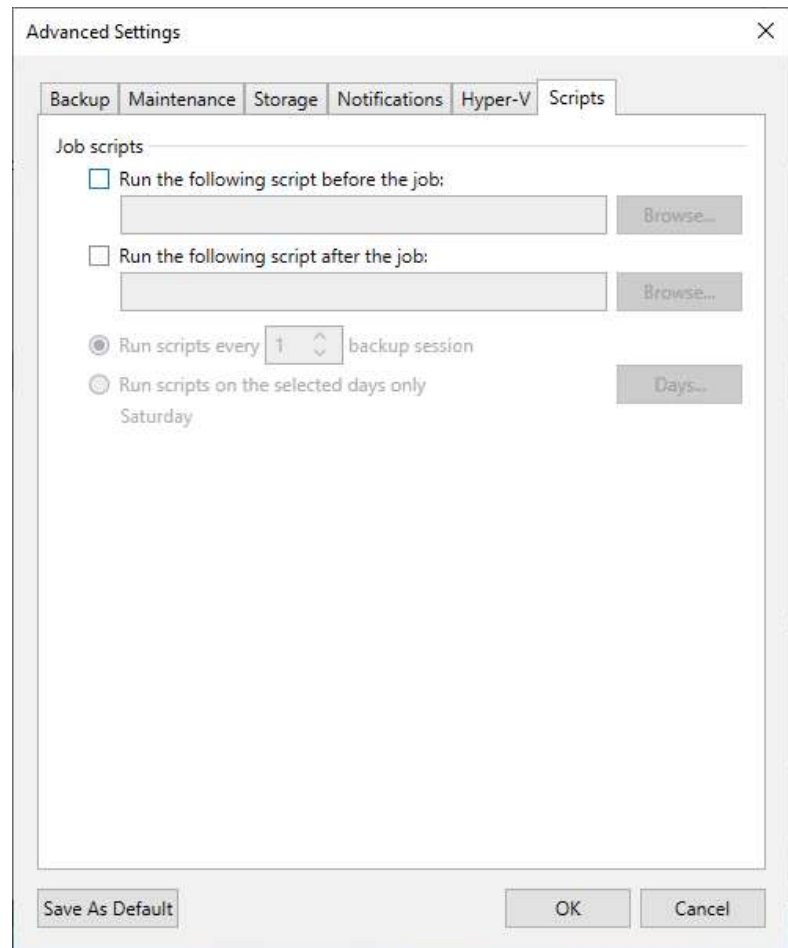 Advanced Settings
Backup Maintenance Storage Notifications Hyper-V Scripts
Job scripts
Run the following script before the job:
Browse...
Run the following script after the job:
Browse...
Run scripts every 1 backup session
Run scripts on the selected days only Days...
Saturday
Save As Default OK Cancel